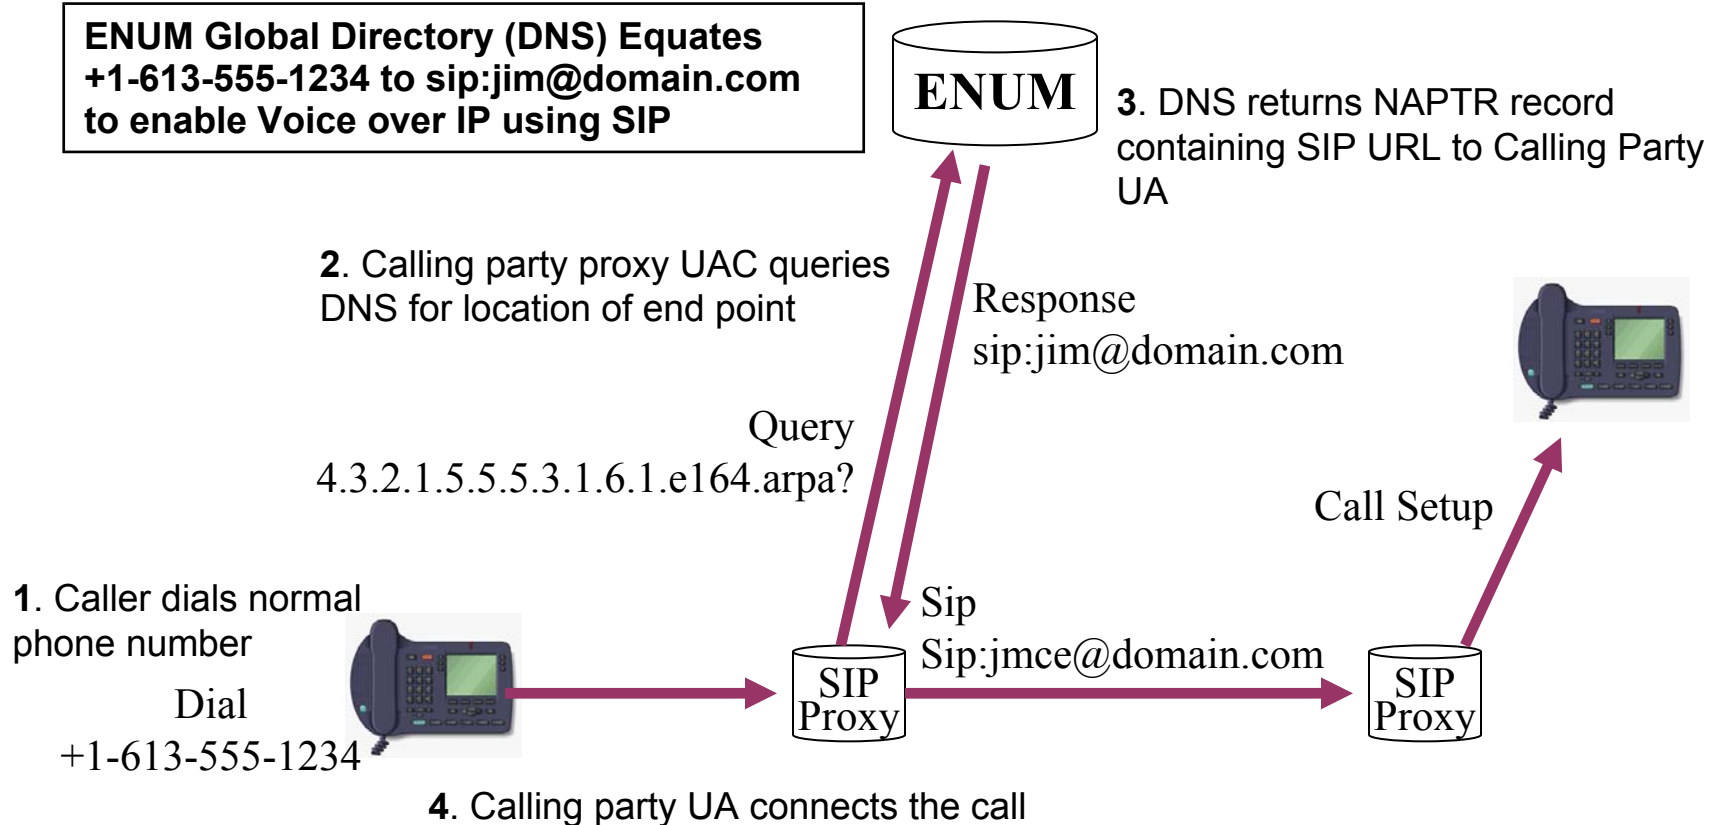 ENUM Global Directory (DNS) Equates
+1-613-555-1234 to sip:jim@domain.com
to enable Voice over IP using SIP
ENUM
3. DNS returns NAPTR record
containing SIP URL to Calling Party
UA
2. Calling party proxy UAC queries
DNS for location of end point
Response
sip:jim@domain.com
Query
4.3.2.1.5.5.5.3.1.6.1.e164.arpa?
Call Setup
1. Caller dials normal
phone number
Dial
+1-613-555-1234
Sip
Sip:jmce@domain.com
SIP
Proxy
SIP
Proxy
4. Calling party UA connects the call